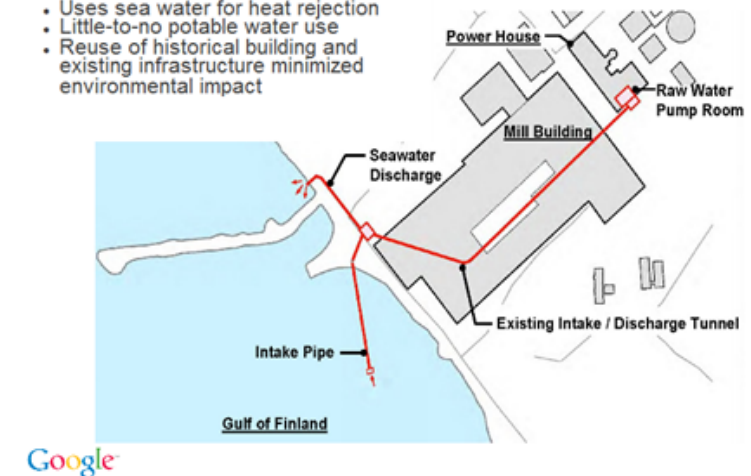 • Uses sea water for heat rejection
• Little-to-no potable water use
• Reuse of historical building and
existing infrastructure minimized
environmental impact
Power House
Raw Water
Pump Room
Mill Building
Seawater
Discharge
Existing Intake / Discharge Tunnel
Intake Pipe
Gulf of Finland
Google